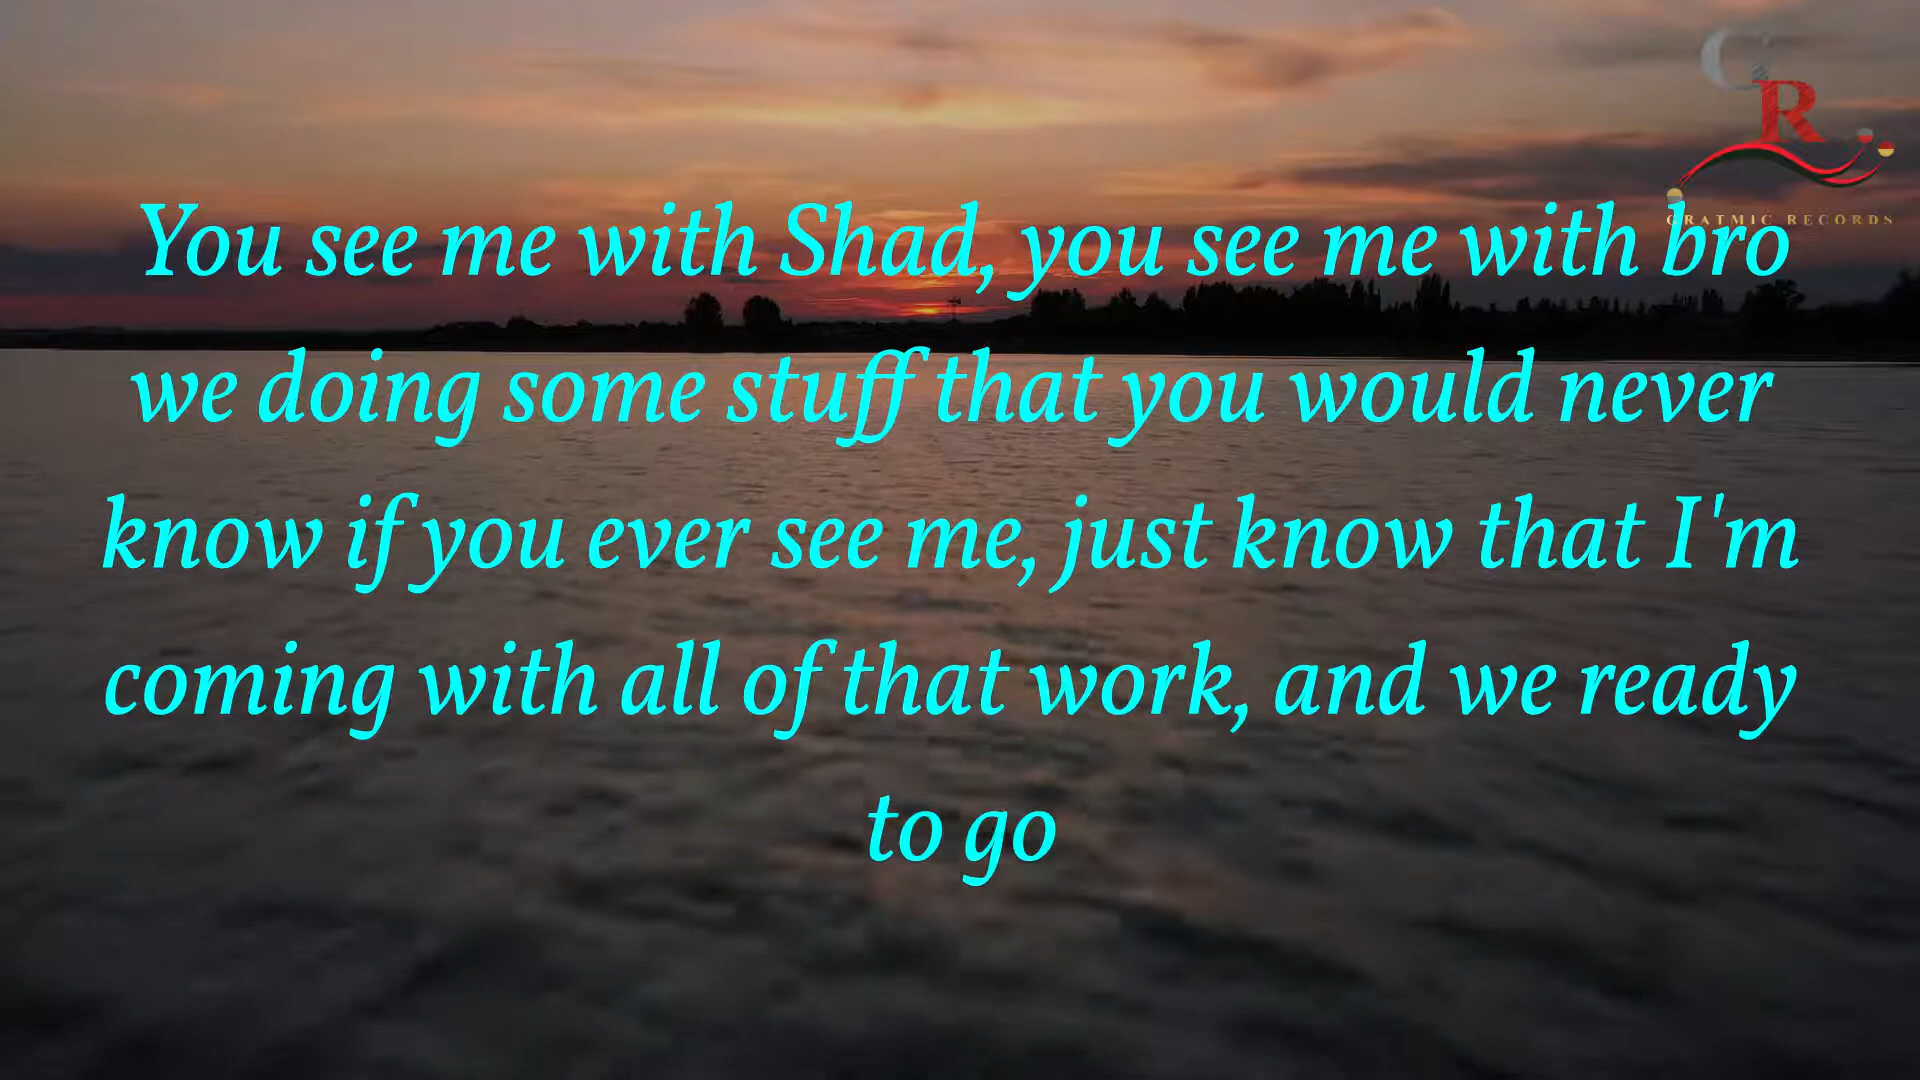 GR
GRATMIC RECORDS
You see me with Shad, you see me with bro
we doing some stuff that you would never
know if you ever see me, just know that I'm
coming with all of that work, and we ready
to go